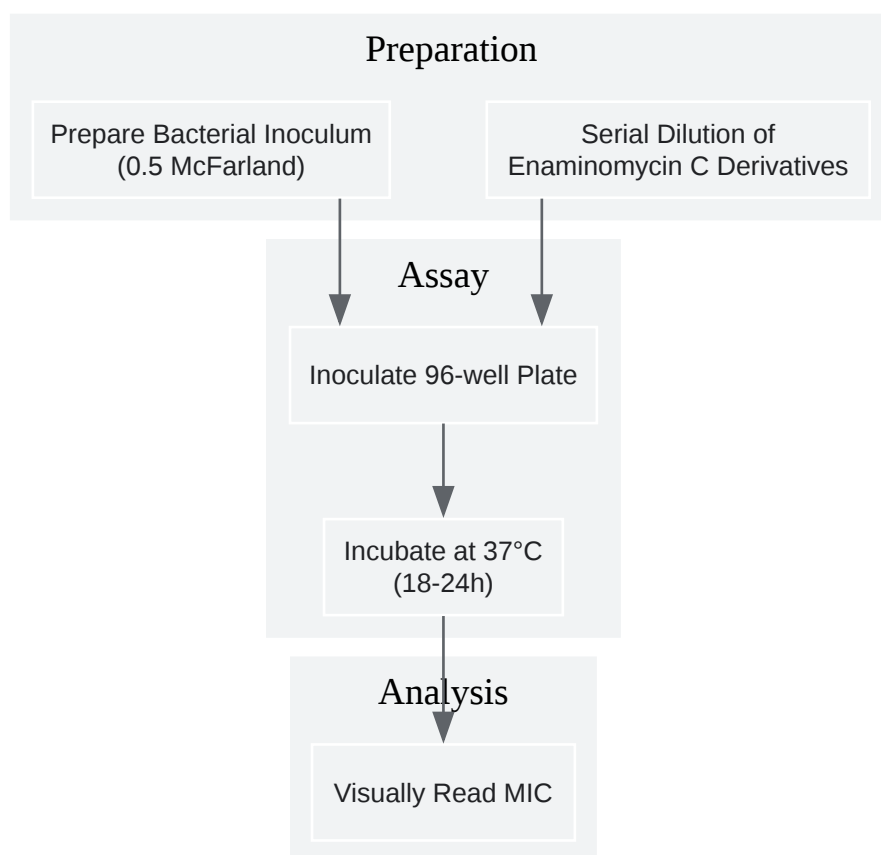 Preparation
Prepare Bacterial Inoculum
(0.5 McFarland)
Serial Dilution of
Enaminomycin C Derivatives
Assay
Inoculate 96-well Plate
Incubate at 37°C
(18-24h)
Analysis
Visually Read MIC